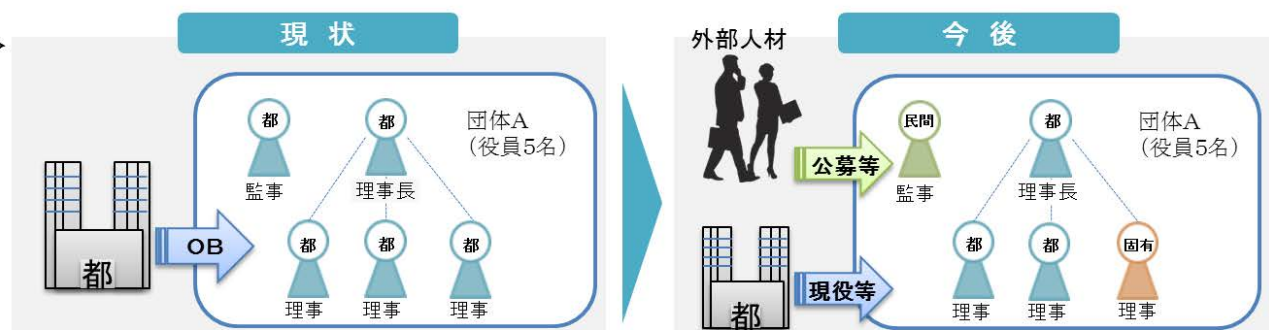 現状
都
監事
都
理事長
団体A
(役員5名)
都
OB
都
理事
都
理事
都
理事
今後
外部人材
公募等
民間
監事
都
理事長
団体A
(役員5名)
都
現役等
都
理事
都
理事
固有
理事